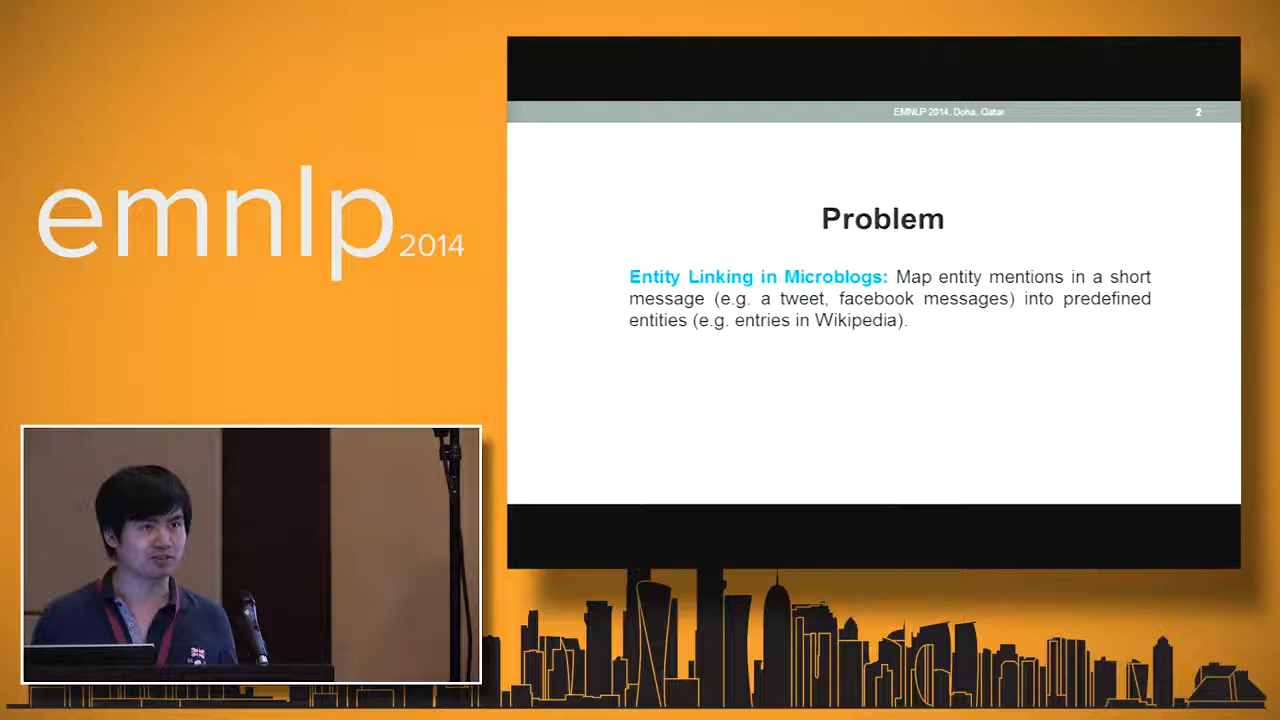 emnlp 2014
EMNLP 2014, Doha, Qatar 2
Problem
Entity Linking in Microblogs: Map entity mentions in a short
message (e.g. a tweet, facebook messages) into predefined
entities (e.g. entries in Wikipedia).